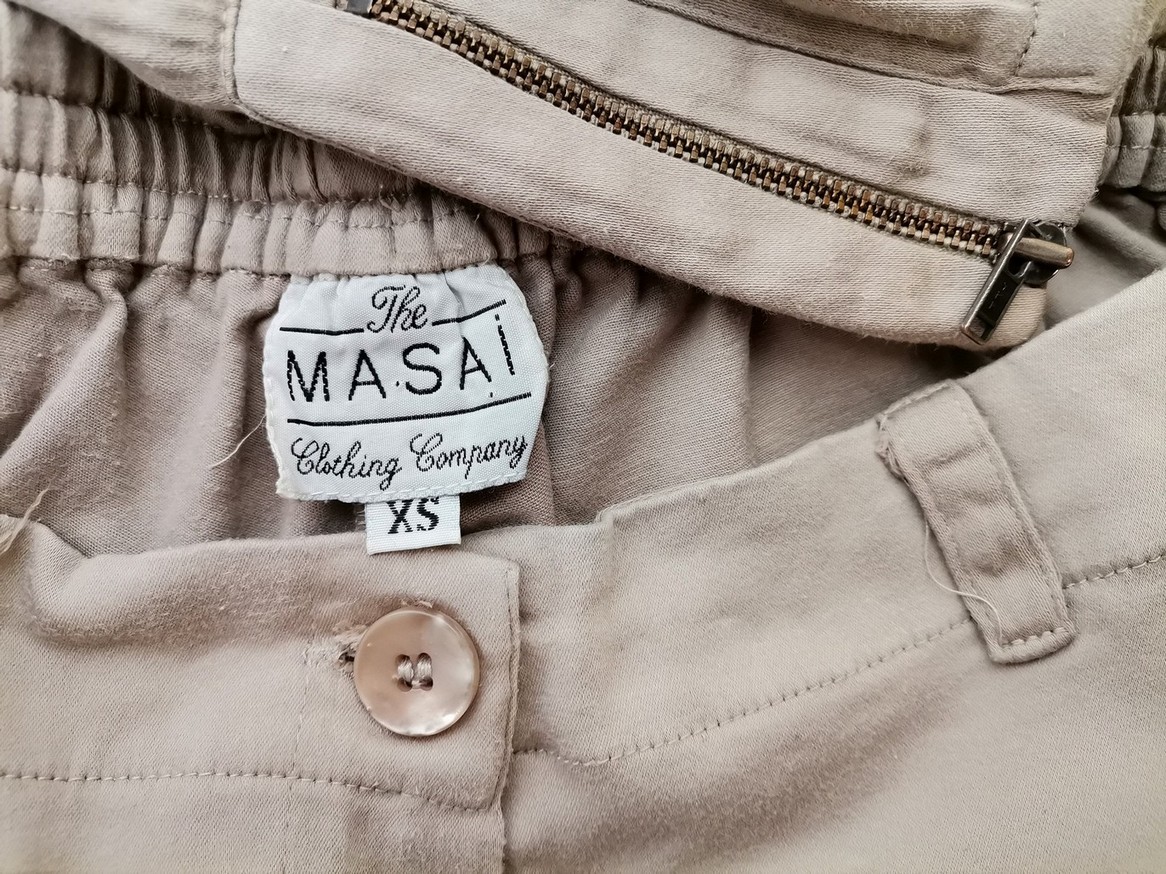 The
MASAI
Clothing Company
XS